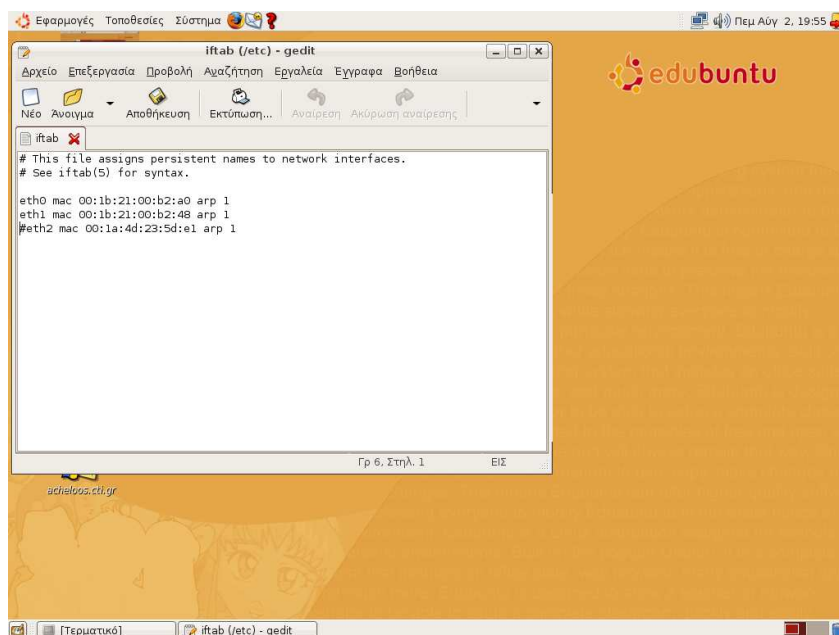 Εφαρμογές Τοποθεσίες Σύστημα Πεμ Αύγ 2, 19:55
iftab (/etc) - gedit
Αρχείο Επεξεργασία Προβολή Αναζήτηση Εργαλεία Έγγραφα Βοήθεια
Νέο Άνοιγμα Αποθήκευση Εκτύπωση... Αναίρεση Ακύρωση αναίρεσης
iftab
# This file assigns persistent names to network interfaces.
# See iftab(5) for syntax.
eth0 mac 00:1b:21:00:b2:a0 arp 1
eth1 mac 00:1b:21:00:b2:48 arp 1
#eth2 mac 00:1a:4d:23:5d:e1 arp 1
Γρ 6, Στηλ. 1 ΕΙΣ
edubuntu
acheloos.cti.gr
[Τερματικό] iftab (/etc) - gedit